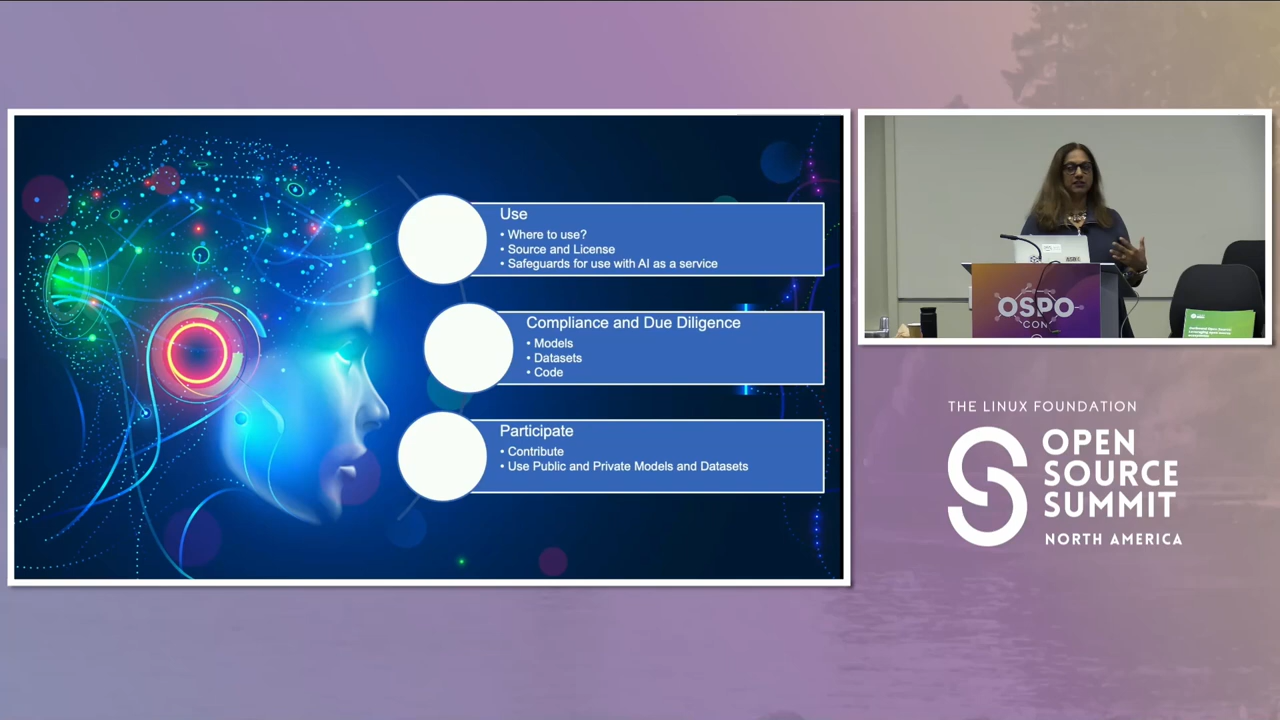 Use
• Where to use?
• Source and License
• Safeguards for use with AI as a service
Compliance and Due Diligence
• Models
• Datasets
• Code
Participate
• Contribute
• Use Public and Private Models and Datasets
OSPO
CON
THE LINUX FOUNDATION
OPEN
SOURCE
SUMMIT
NORTH AMERICA